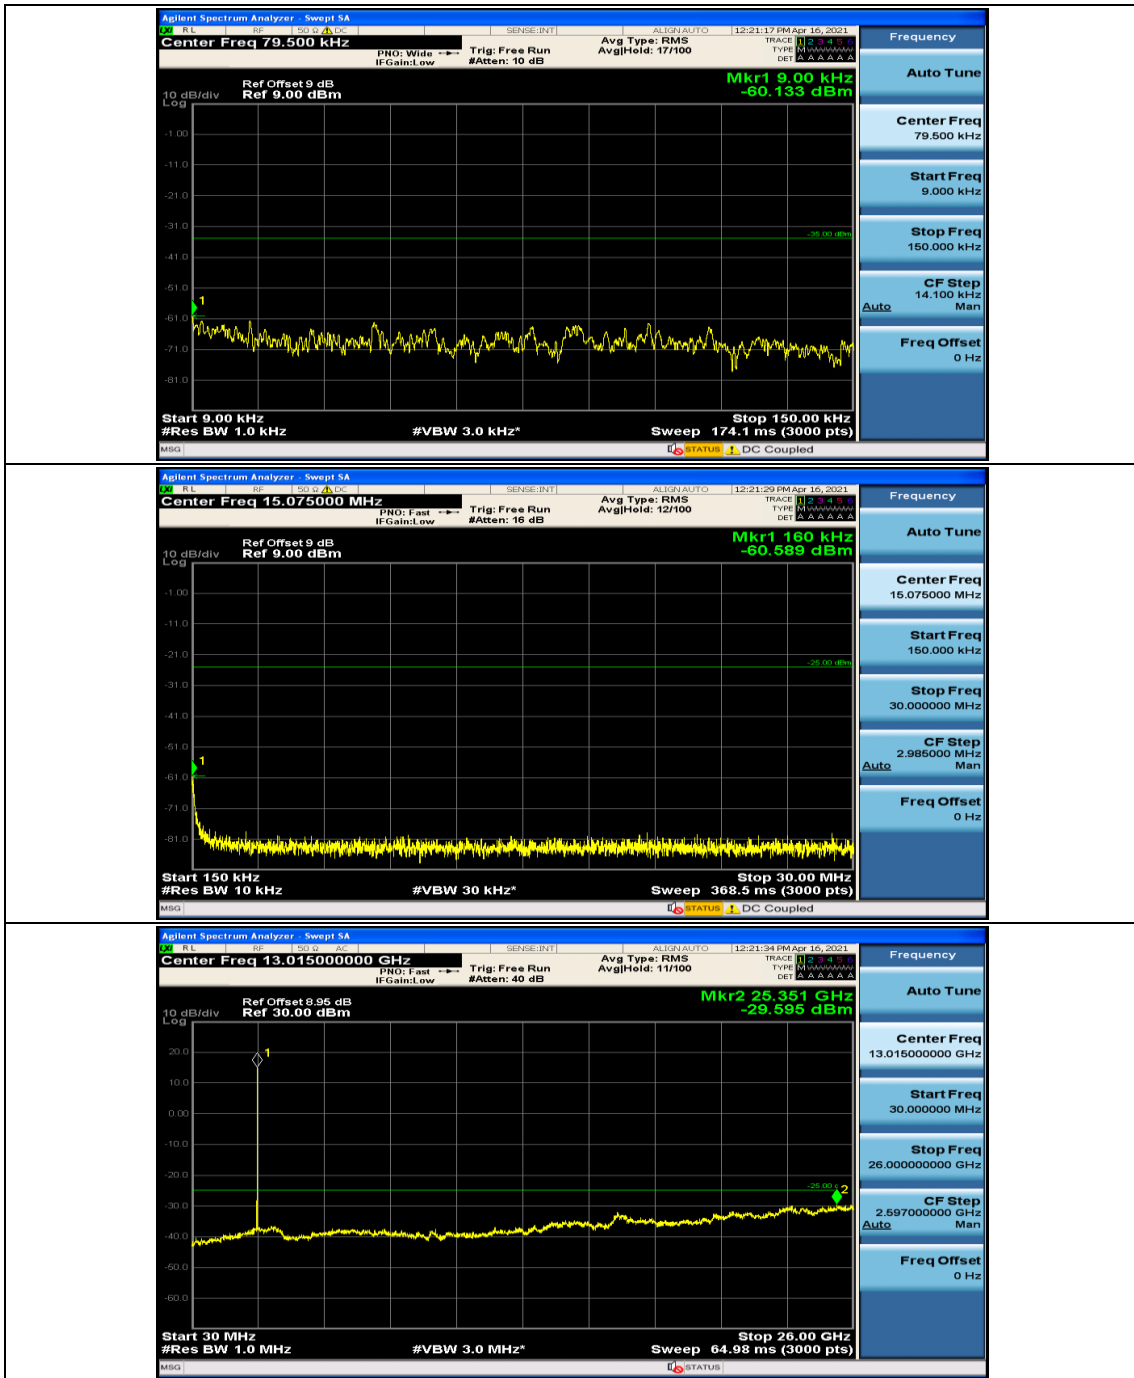 Agilent Spectrum Analyzer - Swept SA
LXI RL RF 50 Ω DC SENSE:INT ALIGN AUTO 12:21:17 PM Apr 16, 2021
Center Freq 79.500 kHz
PNO: Wide Trig: Free Run
IFGain:Low #Atten: 10 dB
Avg Type: RMS
Avg|Hold: 17/100
TRACE 1 2 3 4 5 6
TYPE M WWWWW
DET A A A A A A
Ref Offset 9 dB
10 dB/div Ref 9.00 dBm
Log
Mkr1 9.00 kHz
-60.133 dBm
-1.00
-11.0
-21.0
-31.0
-35.00 dBm
-41.0
-51.0
1
-61.0
-71.0
-81.0
Start 9.00 kHz Stop 150.00 kHz
#Res BW 1.0 kHz #VBW 3.0 kHz* Sweep 174.1 ms (3000 pts)
MSG STATUS DC Coupled
Frequency
Auto Tune
Center Freq
79.500 kHz
Start Freq
9.000 kHz
Stop Freq
150.000 kHz
CF Step
14.100 kHz
Auto Man
Freq Offset
0 Hz
Agilent Spectrum Analyzer - Swept SA
LXI RL RF 50 Ω DC SENSE:INT ALIGN AUTO 12:21:29 PM Apr 16, 2021
Center Freq 15.075000 MHz
PNO: Fast Trig: Free Run
IFGain:Low #Atten: 16 dB
Avg Type: RMS
Avg|Hold: 12/100
TRACE 1 2 3 4 5 6
TYPE M WWWWW
DET A A A A A A
Ref Offset 9 dB
10 dB/div Ref 9.00 dBm
Log
Mkr1 160 kHz
-60.589 dBm
-1.00
-11.0
-21.0
-25.00 dBm
-31.0
-41.0
-51.0
1
-61.0
-71.0
-81.0
Start 150 kHz Stop 30.00 MHz
#Res BW 10 kHz #VBW 30 kHz* Sweep 368.5 ms (3000 pts)
MSG STATUS DC Coupled
Frequency
Auto Tune
Center Freq
15.075000 MHz
Start Freq
150.000 kHz
Stop Freq
30.000000 MHz
CF Step
2.985000 MHz
Auto Man
Freq Offset
0 Hz
Agilent Spectrum Analyzer - Swept SA
LXI RL RF 50 Ω AC SENSE:INT ALIGN AUTO 12:21:34 PM Apr 16, 2021
Center Freq 13.015000000 GHz
PNO: Fast Trig: Free Run
IFGain:Low #Atten: 40 dB
Avg Type: RMS
Avg|Hold: 11/100
TRACE 1 2 3 4 5 6
TYPE M WWWWW
DET A A A A A A
Ref Offset 8.95 dB
10 dB/div Ref 30.00 dBm
Log
Mkr2 25.351 GHz
-29.595 dBm
20.0
1
10.0
0.00
-10.0
-20.0
-25.00
2
-30.0
-40.0
-50.0
-60.0
Start 30 MHz Stop 26.00 GHz
#Res BW 1.0 MHz #VBW 3.0 MHz* Sweep 64.98 ms (3000 pts)
MSG STATUS
Frequency
Auto Tune
Center Freq
13.015000000 GHz
Start Freq
30.000000 MHz
Stop Freq
26.000000000 GHz
CF Step
2.597000000 GHz
Auto Man
Freq Offset
0 Hz